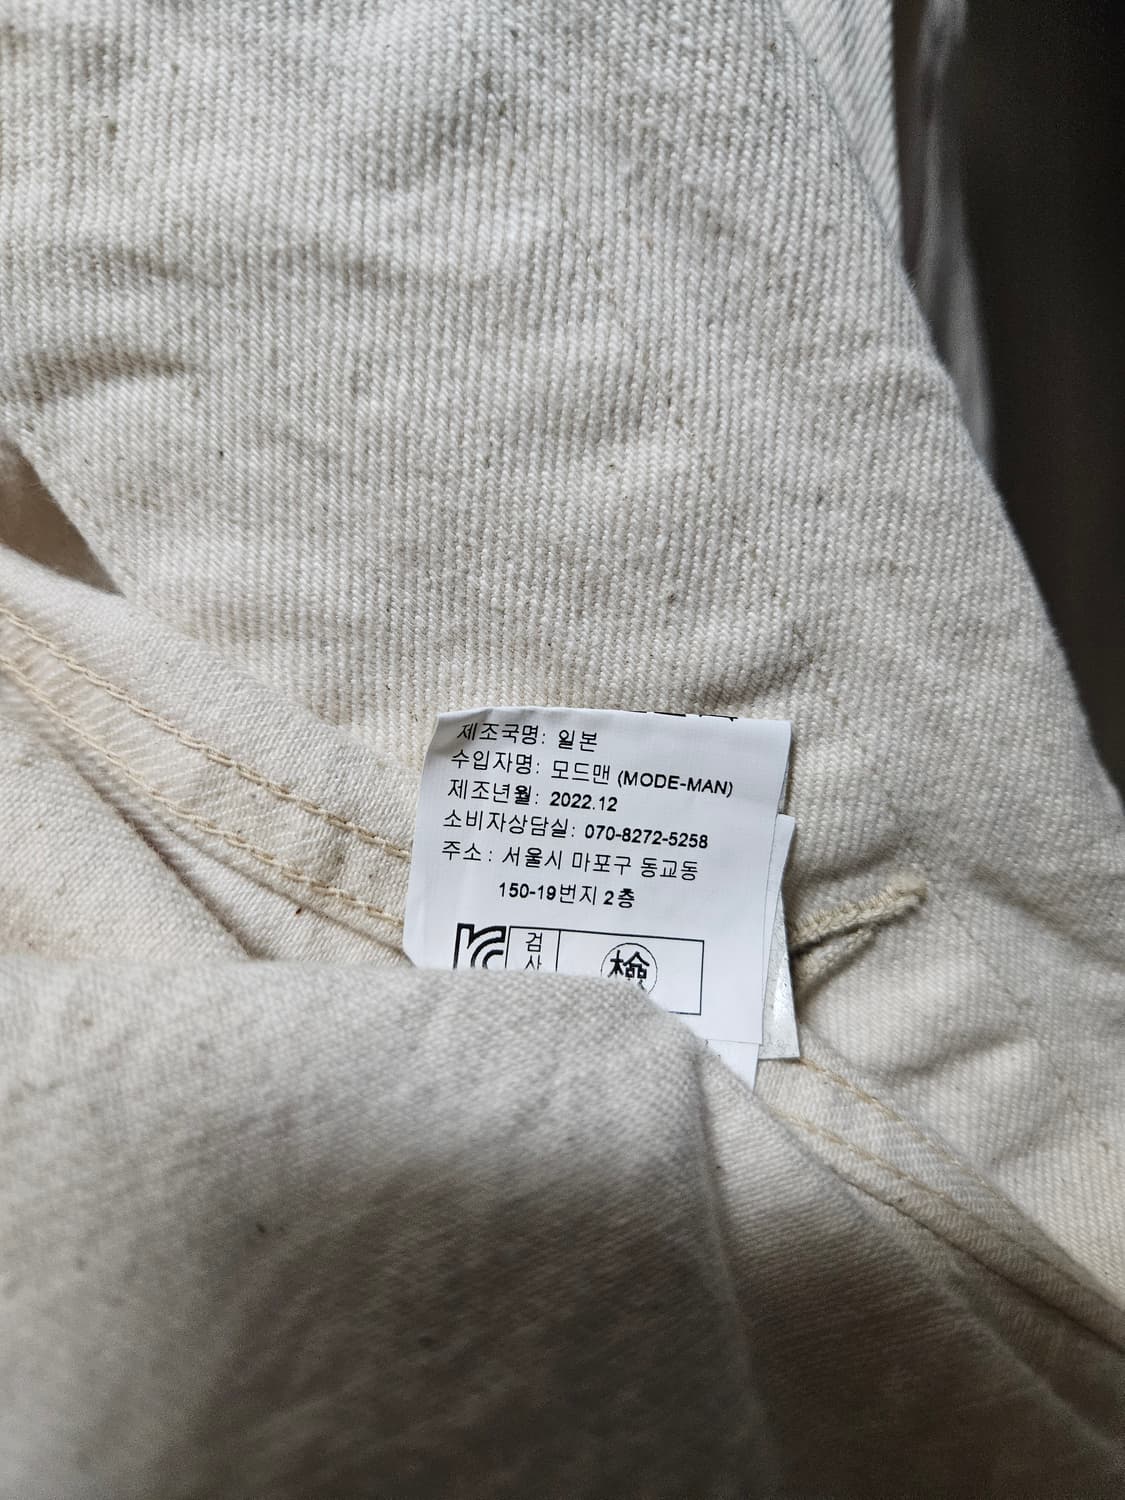 제조국명: 일본
수입자명: 모드맨 (MODE-MAN)
제조년월: 2022.12
소비자상담실: 070-8272-5258
주소: 서울시 마포구 동교동
150-19번지 2층
검사 檢